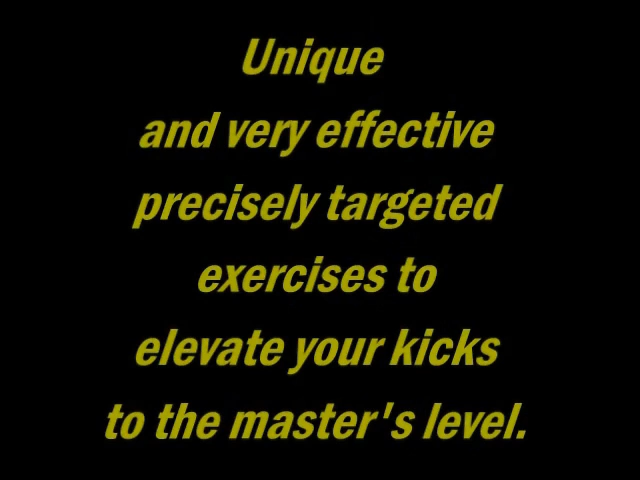 Unique
and very effective
precisely targeted
exercises to
elevate your kicks
to the master's level.